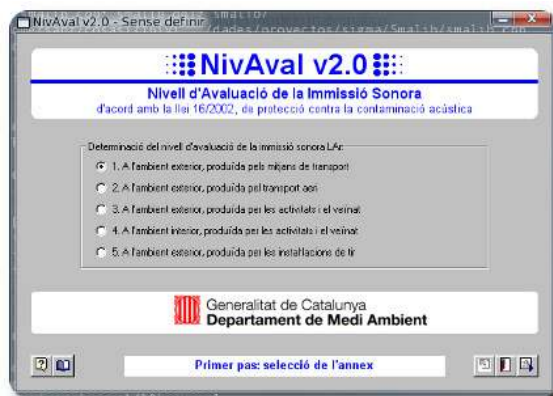 NivAval v2.0 - Sense definir
NivAval v2.0
Nivell d'Avaluació de la Immissió Sonora
d'acord amb la llei 16/2002, de protecció contra la contaminació acústica
Determinació del nivell d'avaluació de la immissió sonora LAr:
1. A l'ambient exterior, produïda pels mitjans de transport
2. A l'ambient exterior, produïda pel transport aeri
3. A l'ambient exterior, produïda per les activitats i el veïnat
4. A l'ambient interior, produïda per les activitats i el veïnat
5. A l'ambient exterior, produïda per les instal·lacions de tir
Generalitat de Catalunya
Departament de Medi Ambient
Primer pas: selecció de l'annex